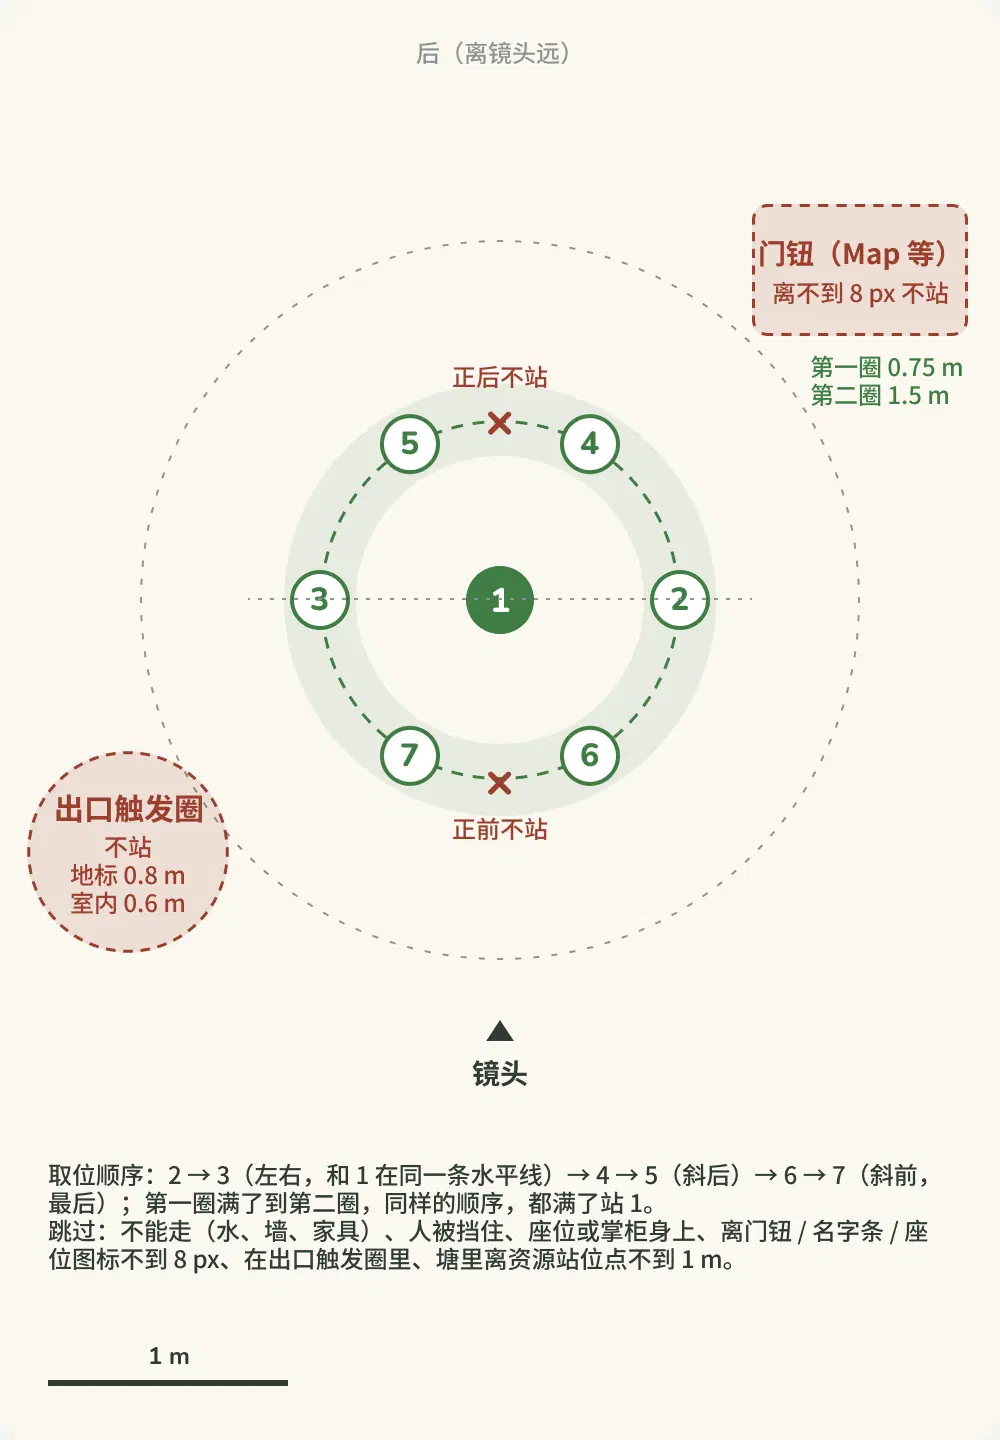 后（离镜头远）
门钮（Map 等）
离不到 8 px 不站
第一圈 0.75 m
第二圈 1.5 m
正后不站
5
4
3
1
2
7
6
正前不站
出口触发圈
不站
地标 0.8 m
室内 0.6 m
镜头
取位顺序：2 → 3（左右，和 1 在同一条水平线）→ 4 → 5（斜后）→ 6 → 7（斜前，
最后）；第一圈满了到第二圈，同样的顺序，都满了站 1。
跳过：不能走（水、墙、家具）、人被挡住、座位或掌柜身上、离门钮 / 名字条 / 座
位图标不到 8 px、在出口触发圈里、塘里离资源站位点不到 1 m。
1 m